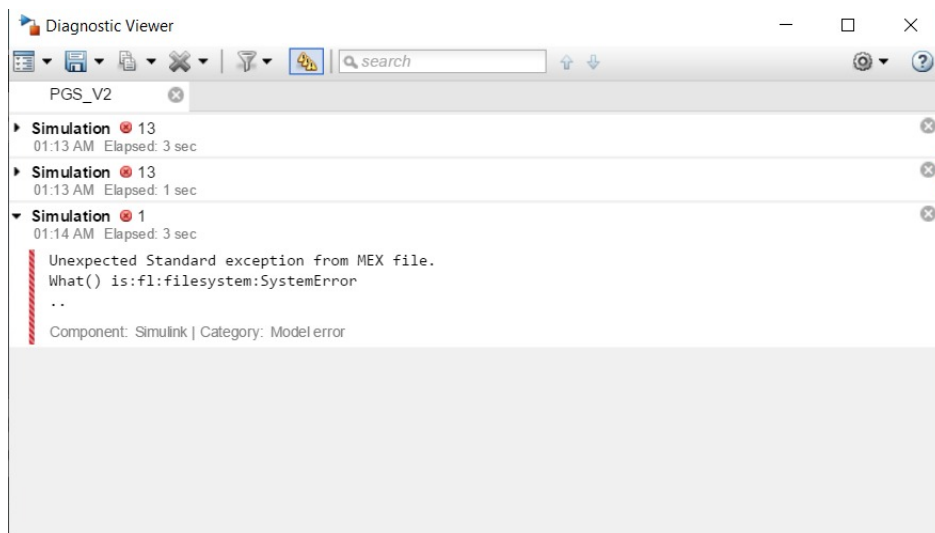 Diagnostic Viewer
search
PGS_V2
Simulation 13
01:13 AM Elapsed: 3 sec
Simulation 13
01:13 AM Elapsed: 1 sec
Simulation 1
01:14 AM Elapsed: 3 sec
Unexpected Standard exception from MEX file.
What() is:fl:filesystem:SystemError
..
Component: Simulink | Category: Model error